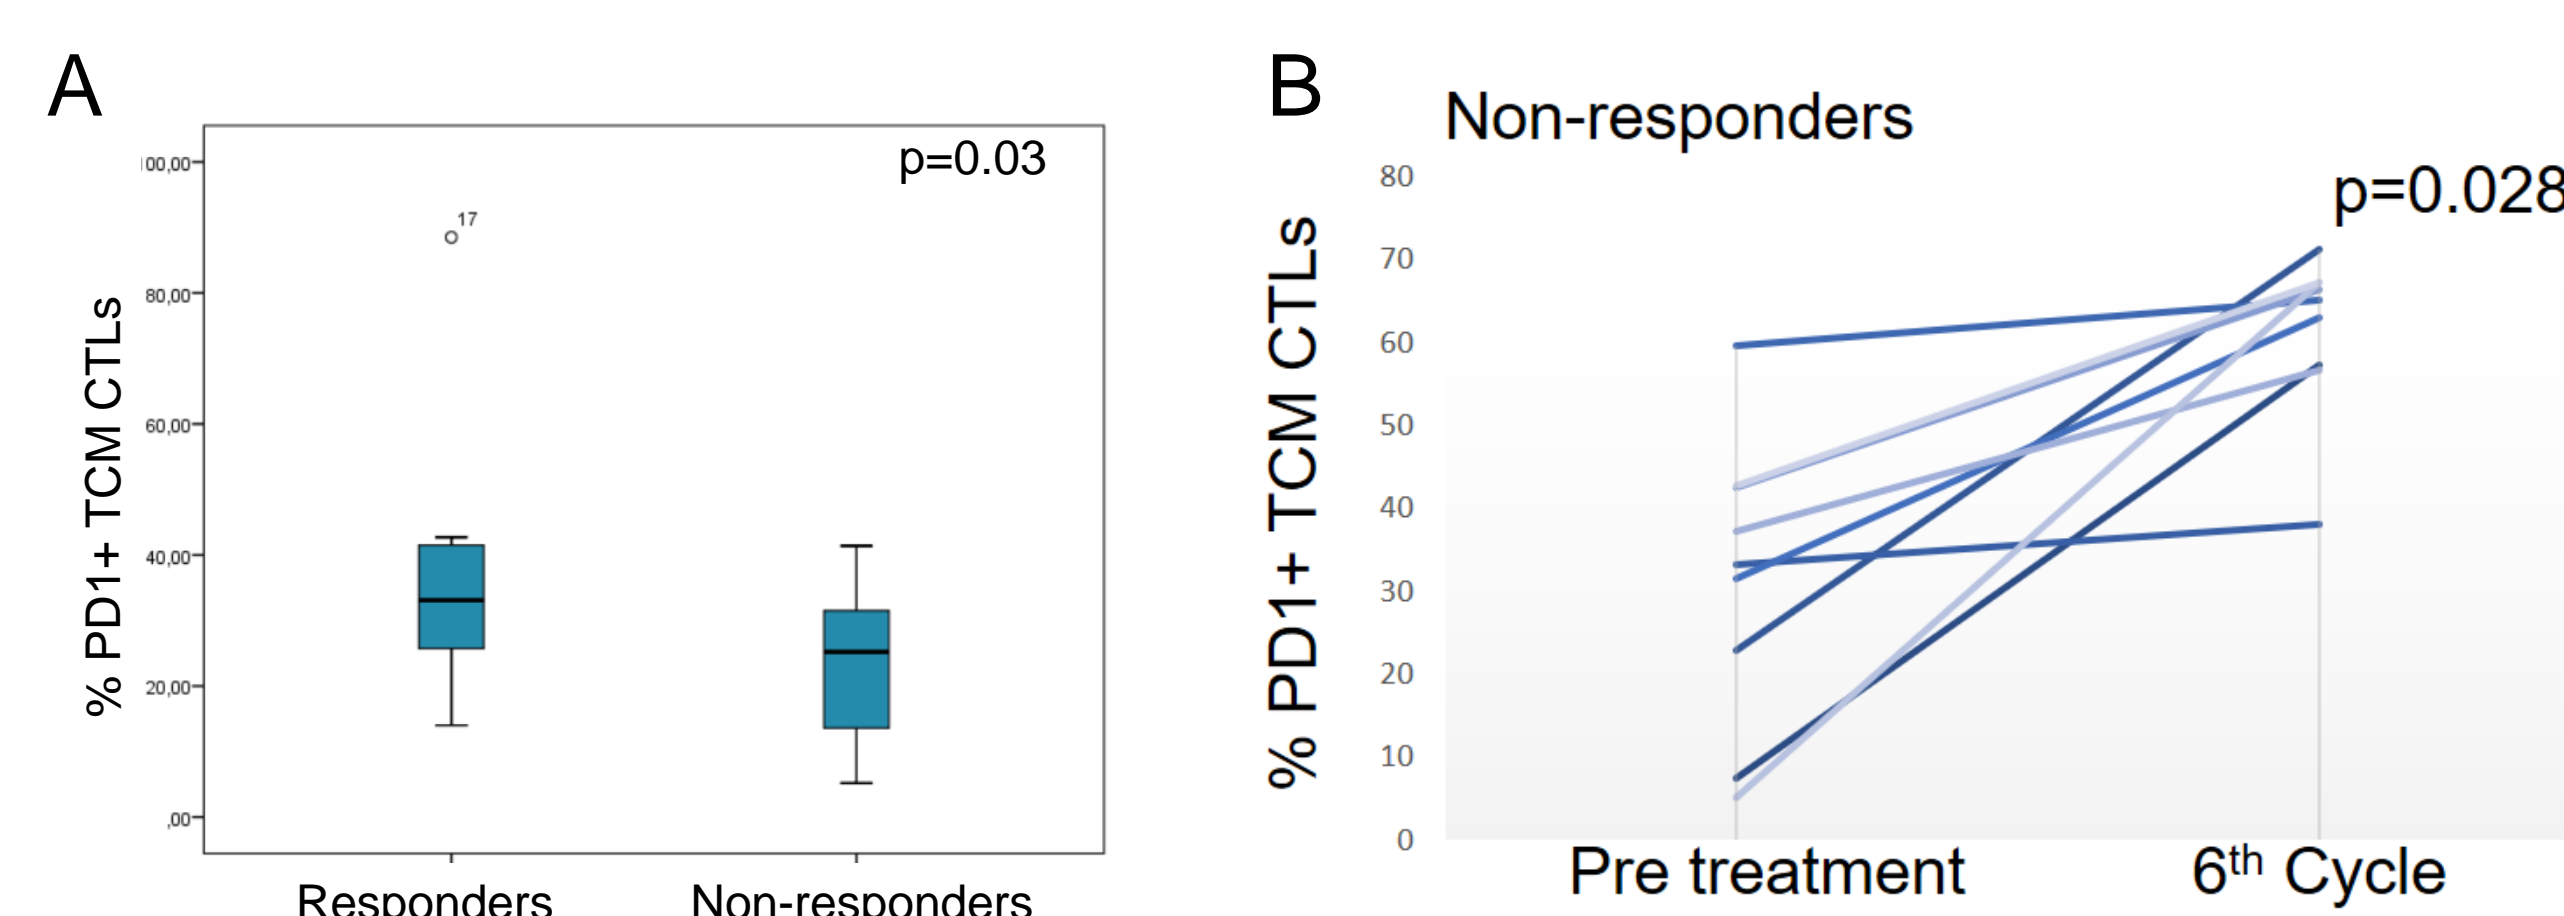 A
p=0.03
00,00
17
80,00
60,00
40,00
20,00
,00
% PD1+ TCM CTLs
Responders Non-responders
B
Non-responders
p=0.028
80
70
60
50
40
30
20
10
0
% PD1+ TCM CTLs
Pre treatment 6th Cycle